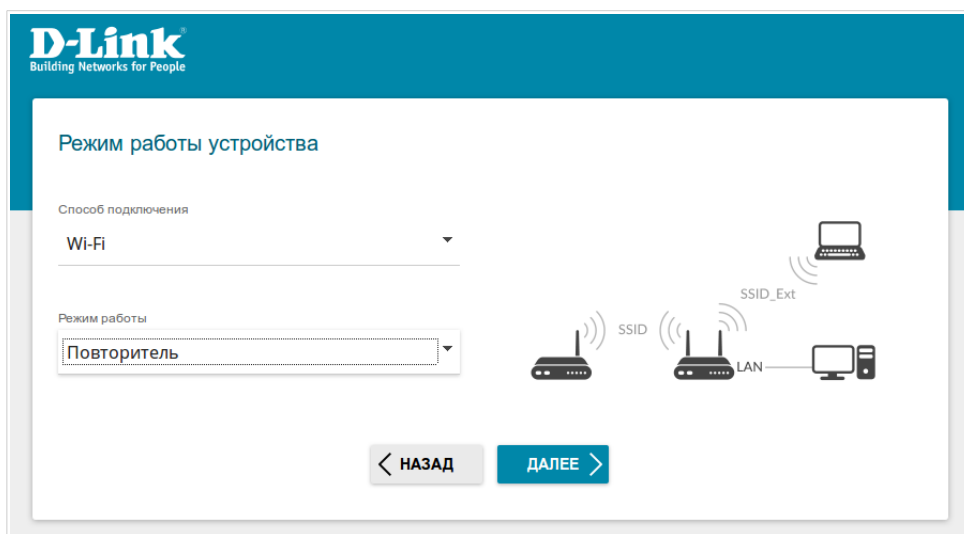 D-Link
Building Networks for People
Режим работы устройства
Способ подключения
Wi-Fi
Режим работы
Повторитель
SSID
SSID_Ext
LAN
НАЗАД
ДАЛЕЕ